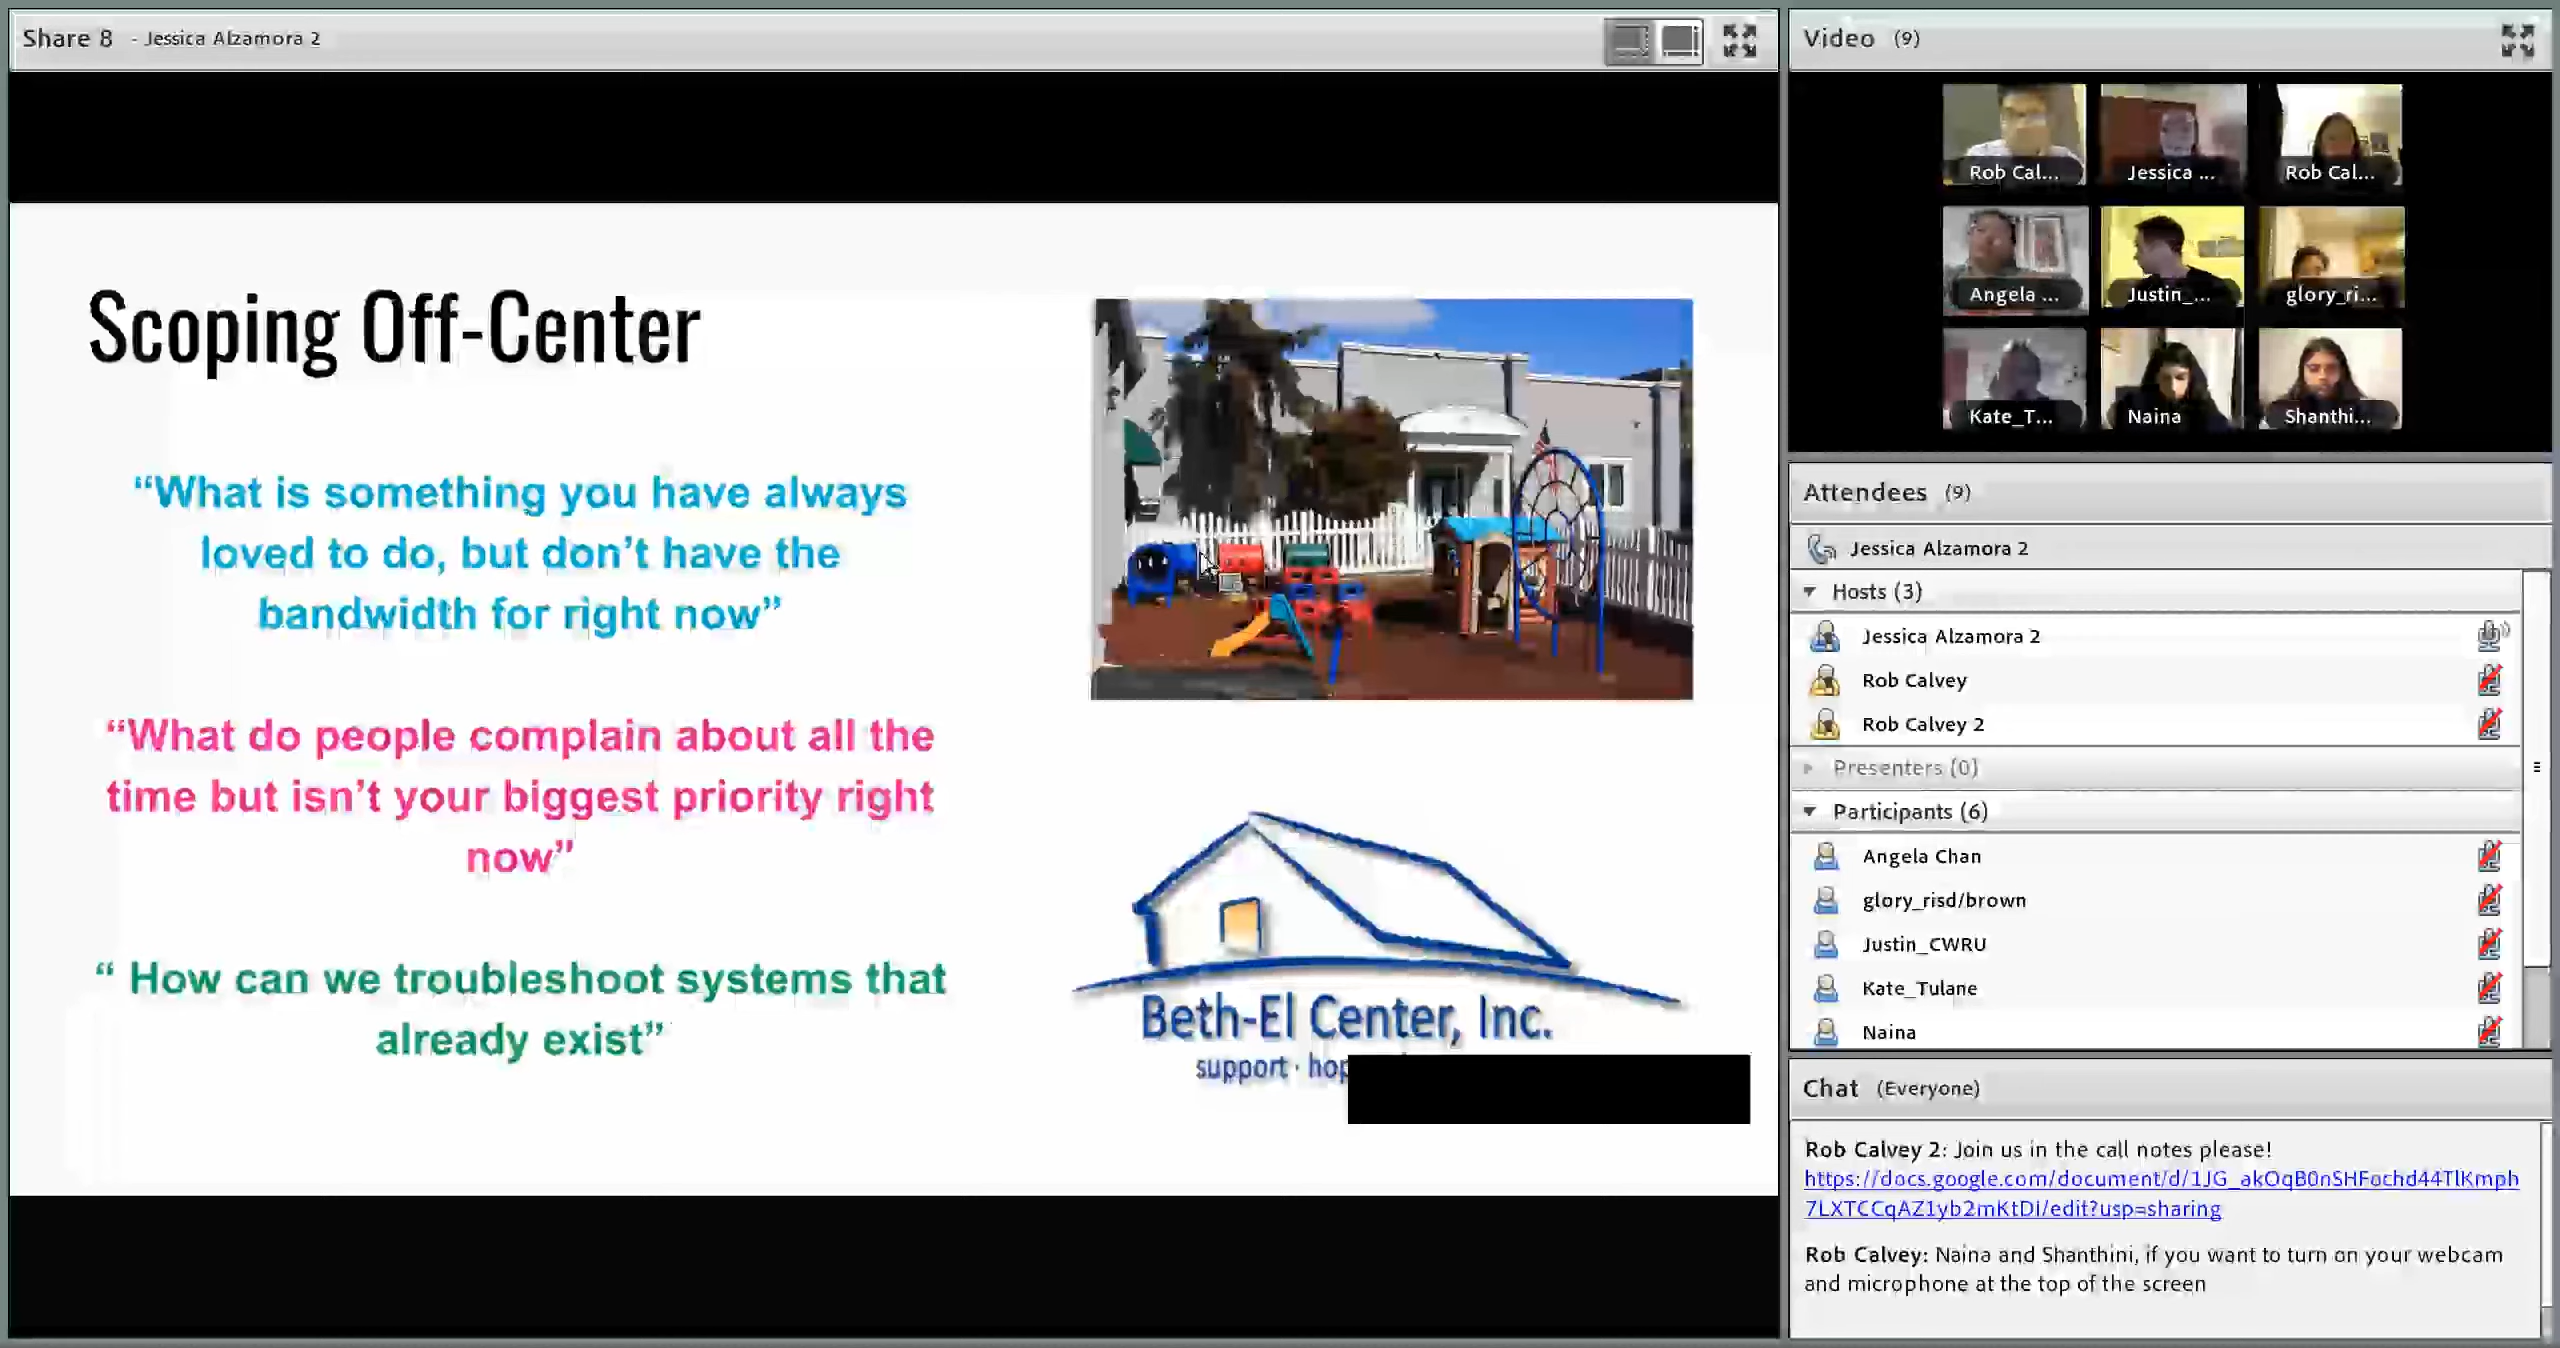 Share 8 - Jessica Alzamora 2
Scoping Off-Center
“What is something you have always
loved to do, but don’t have the
bandwidth for right now”
“What do people complain about all the
time but isn’t your biggest priority right
now”
“ How can we troubleshoot systems that
already exist”
Beth-El Center, Inc.
support ·
Video (9)
Rob Cal...
Jessica ...
Rob Cal...
Angela ...
Justin_...
glory_ri...
Kate_T...
Naina
Shanthi...
Attendees (9)
Jessica Alzamora 2
Hosts (3)
Jessica Alzamora 2
Rob Calvey
Rob Calvey 2
Presenters (0)
Participants (6)
Angela Chan
glory_risd/brown
Justin_CWRU
Kate_Tulane
Naina
Chat (Everyone)
Rob Calvey 2: Join us in the call notes please!
https://docs.google.com/document/d/1JG_akOqB0nSHFochd44TlKmph
7LXTCCqAZ1yb2mKtDI/edit?usp=sharing
Rob Calvey: Naina and Shanthini, if you want to turn on your webcam
and microphone at the top of the screen